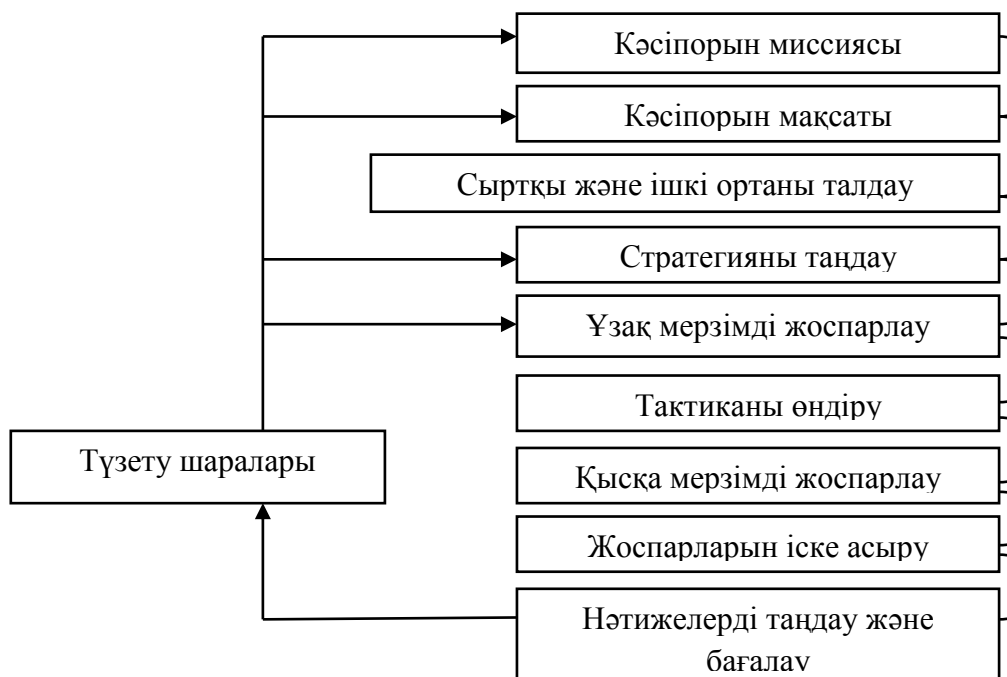 Кәсіпорын миссиясы
Кәсіпорын мақсаты
Сыртқы және ішкі ортаны талдау
Стратегияны таңдау
Ұзақ мерзімді жоспарлау
Тактиканы өндіру
Түзету шаралары
Қысқа мерзімді жоспарлау
Жоспарларын іске асыру
Нәтижелерді таңдау және
бағалау